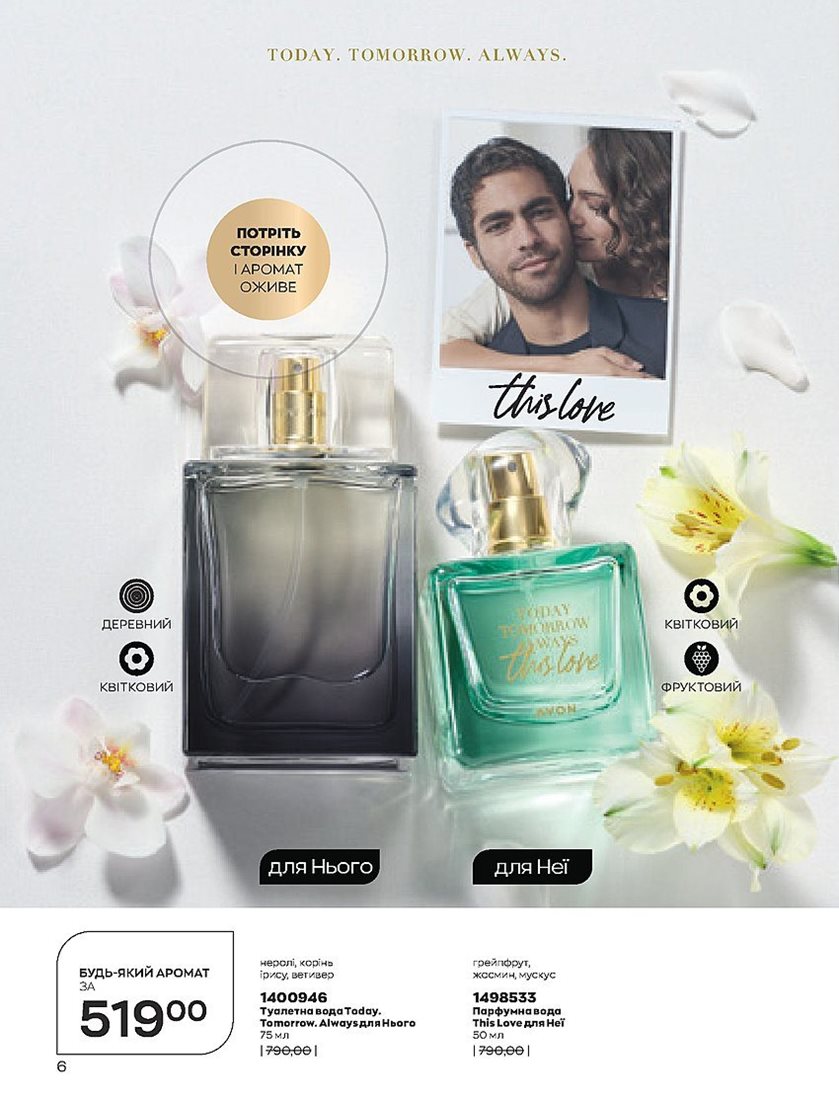 TODAY. TOMORROW. ALWAYS.
ПОТРІТЬ
СТОРІНКУ
І АРОМАТ
ОЖИВЕ
this love
TODAY
TOMORROW
ALWAYS
this love
AVON
ДЕРЕВНИЙ
КВІТКОВИЙ
КВІТКОВИЙ
ФРУКТОВИЙ
для Нього
для Неї
БУДЬ-ЯКИЙ АРОМАТ
ЗА
519⁰⁰
неролі, корінь
ірису, ветивер
1400946
Туалетна вода Today.
Tomorrow. Always для Нього
75 мл
| 790,00 |
грейпфрут,
жасмин, мускус
1498533
Парфумна вода
This Love для Неї
50 мл
| 790,00 |
6